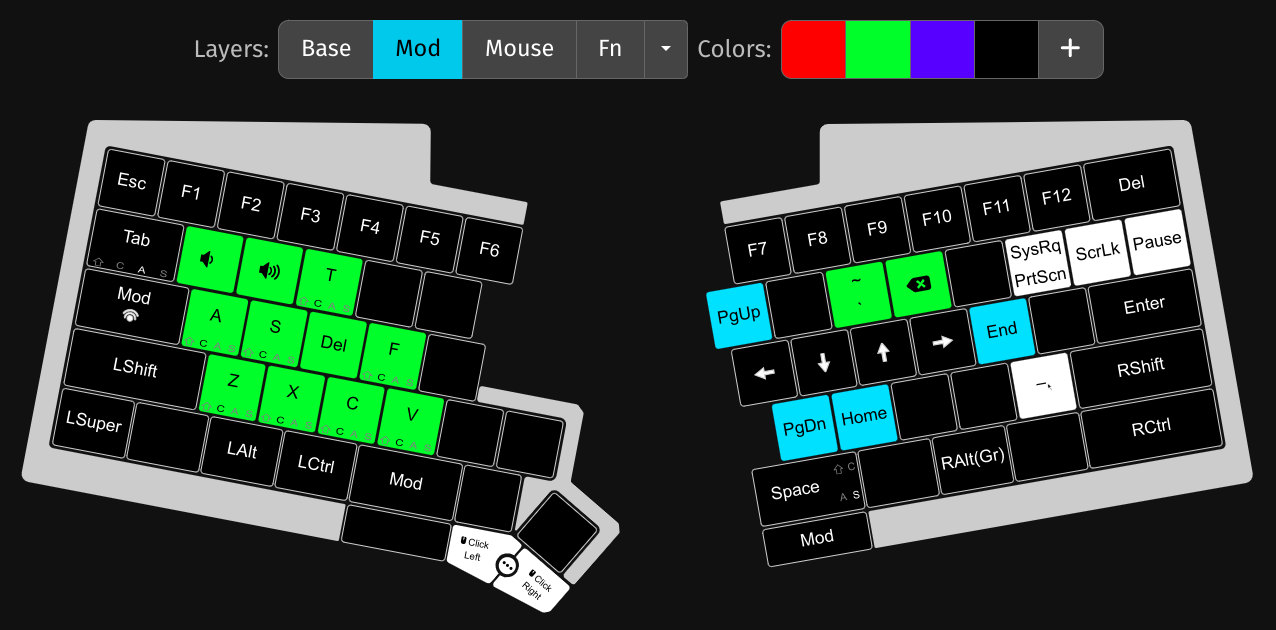 Layers: Base Mod Mouse Fn Colors: +
Esc F1 F2 F3 F4 F5 F6
Tab T
⇧ C A S
⇧ C A S
Mod A S Del F
⇧ C A S
⇧ C A S
⇧ C A S
LShift Z X C V
⇧ C A S
⇧ C A S
⇧ C A S
⇧ C A S
LSuper LAlt LCtrl Mod
Click
Left
Click
Right
F7 F8 F9 F10 F11 F12 Del
PgUp ~
`
SysRq
PrtScn
ScrLk Pause
← ↓ ↑ → End Enter
PgDn Home RShift
Space
⇧ C
A S
RAlt(Gr) RCtrl
Mod